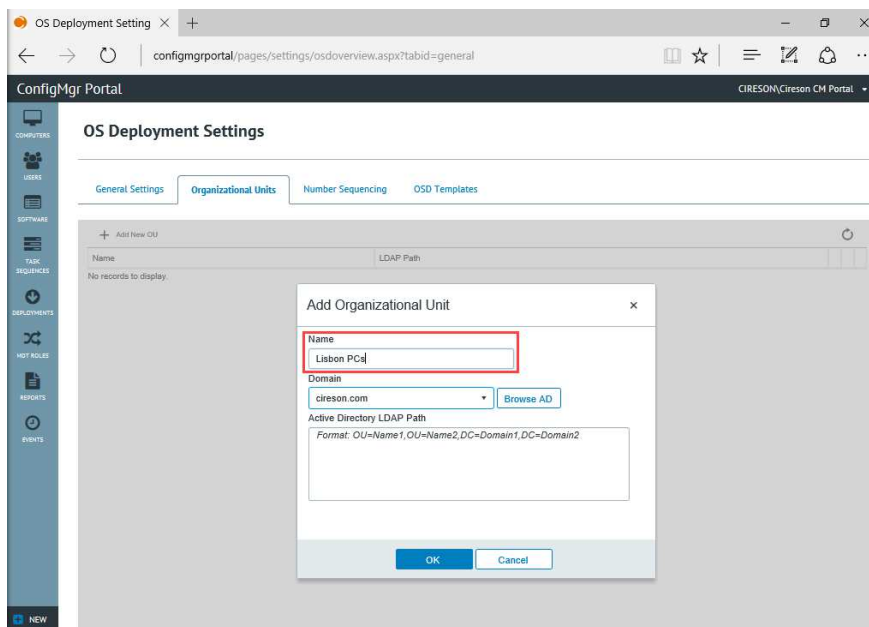 OS Deployment Setting
configmgrportal/pages/settings/osdoverview.aspx?tabid=general
ConfigMgr Portal
CIRESON\Cireson CM Portal
COMPUTERS
USERS
SOFTWARE
TASK
SEQUENCES
DEPLOYMENTS
HOT ROLES
REPORTS
EVENTS
NEW
OS Deployment Settings
General Settings
Organizational Units
Number Sequencing
OSD Templates
Add New OU
Name
LDAP Path
No records to display.
Add Organizational Unit
Name
Lisbon PCs
Domain
cireson.com
Browse AD
Active Directory LDAP Path
Format: OU=Name1,OU=Name2,DC=Domain1,DC=Domain2
OK
Cancel